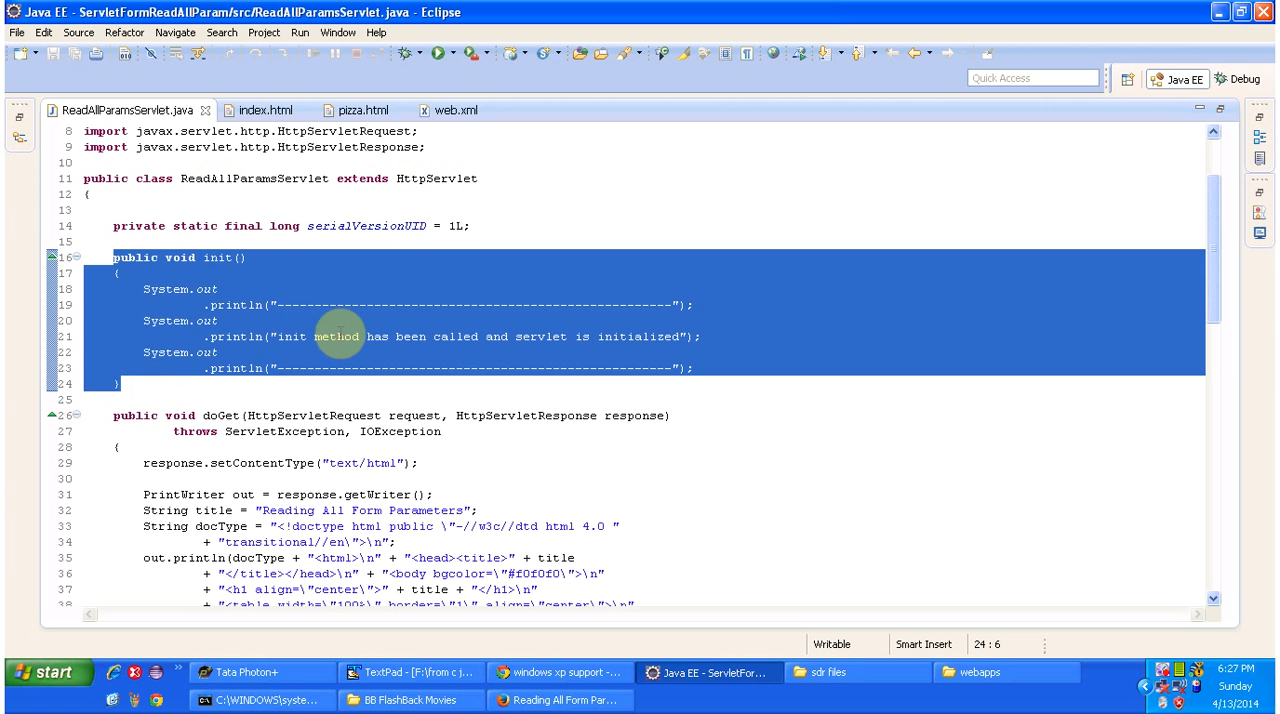 Java EE - ServletFormReadAllParam/src/ReadAllParamsServlet.java - Eclipse
File Edit Source Refactor Navigate Search Project Run Window Help
Quick Access
Java EE
Debug
ReadAllParamsServlet.java
index.html
pizza.html
web.xml
8 import javax.servlet.http.HttpServletRequest;
9 import javax.servlet.http.HttpServletResponse;
10
11 public class ReadAllParamsServlet extends HttpServlet
12 {
13
14 private static final long serialVersionUID = 1L;
15
16 public void init()
17 {
18 System.out
19 .println("-----------------------------------------------------");
20 System.out
21 .println("init method has been called and servlet is initialized");
22 System.out
23 .println("-----------------------------------------------------");
24 }
25
26 public void doGet(HttpServletRequest request, HttpServletResponse response)
27 throws ServletException, IOException
28 {
29 response.setContentType("text/html");
30
31 PrintWriter out = response.getWriter();
32 String title = "Reading All Form Parameters";
33 String docType = "<!doctype html public \"-//w3c//dtd html 4.0 "
34 + "transitional//en\">\n";
35 out.println(docType + "<html>\n" + "<head><title>" + title
36 + "</title></head>\n" + "<body bgcolor=\"#f0f0f0\">\n"
37 + "<h1 align=\"center\">" + title + "</h1>\n"
38 + "<table width=\"100%\" border=\"1\" align=\"center\">\n"
Writable
Smart Insert
24 : 6
start
Tata Photon+
TextPad - [F:\from c j...
windows xp support -...
Java EE - ServletFor...
sdr files
webapps
C:\WINDOWS\syste...
BB FlashBack Movies
Reading All Form Par...
6:27 PM
Sunday
4/13/2014